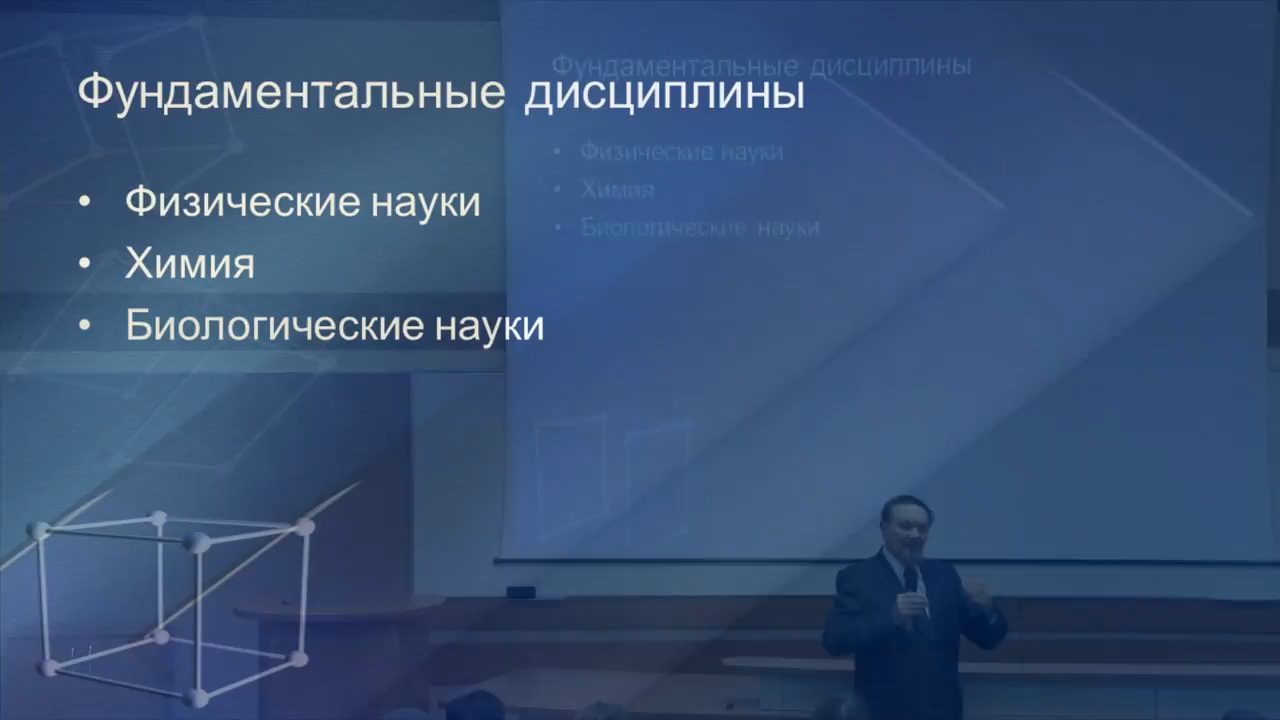 Фундаментальные дисциплины
• Физические науки
• Химия
• Биологические науки
Фундаментальные дисциплины
• Физические науки
• Химия
• Биологические науки